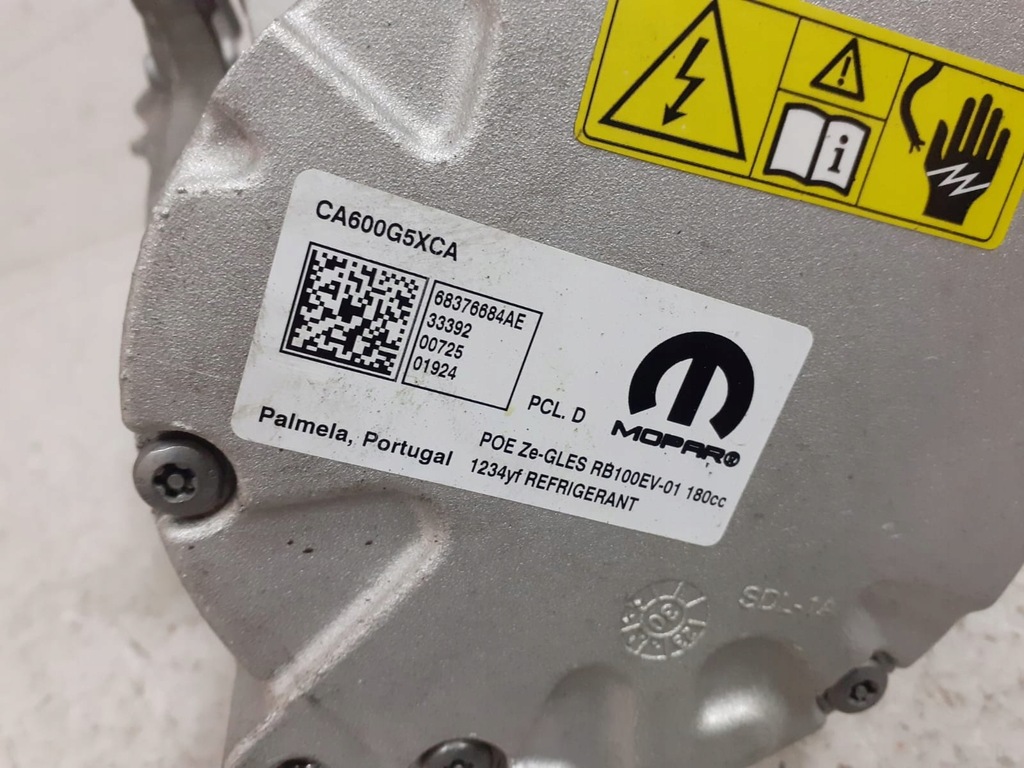 CA600G5XCA
68376684AE
33392
00725
01924
PCL. D
MOPAR®
Palmela, Portugal
POE Ze-GLES RB100EV-01 180cc
1234yf REFRIGERANT
SDL-1A